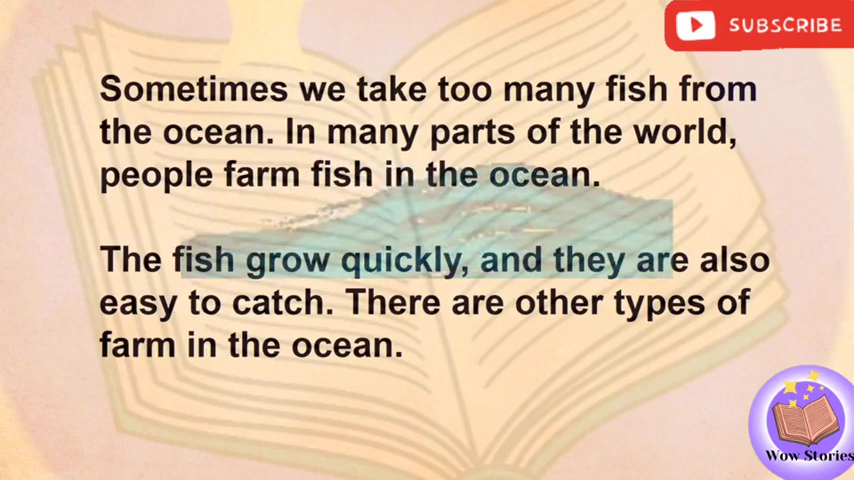 SUBSCRIBE
Sometimes we take too many fish from
the ocean. In many parts of the world,
people farm fish in the ocean.
The fish grow quickly, and they are also
easy to catch. There are other types of
farm in the ocean.
Wow Stories